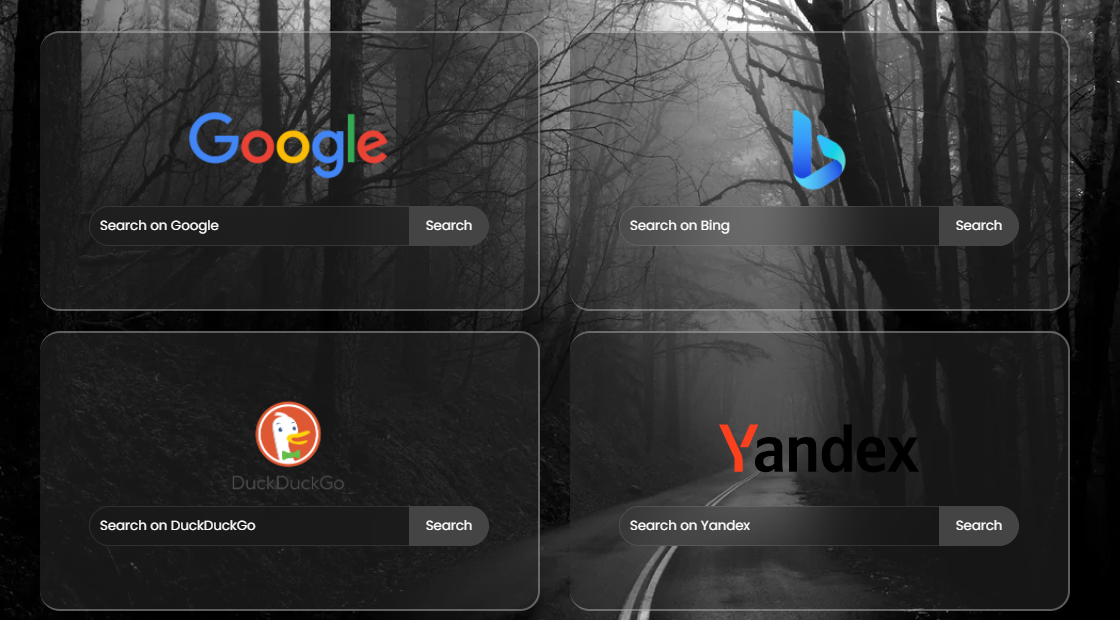 Google
Search on Google Search
Search on Bing Search
DuckDuckGo
Search on DuckDuckGo Search
Yandex
Search on Yandex Search